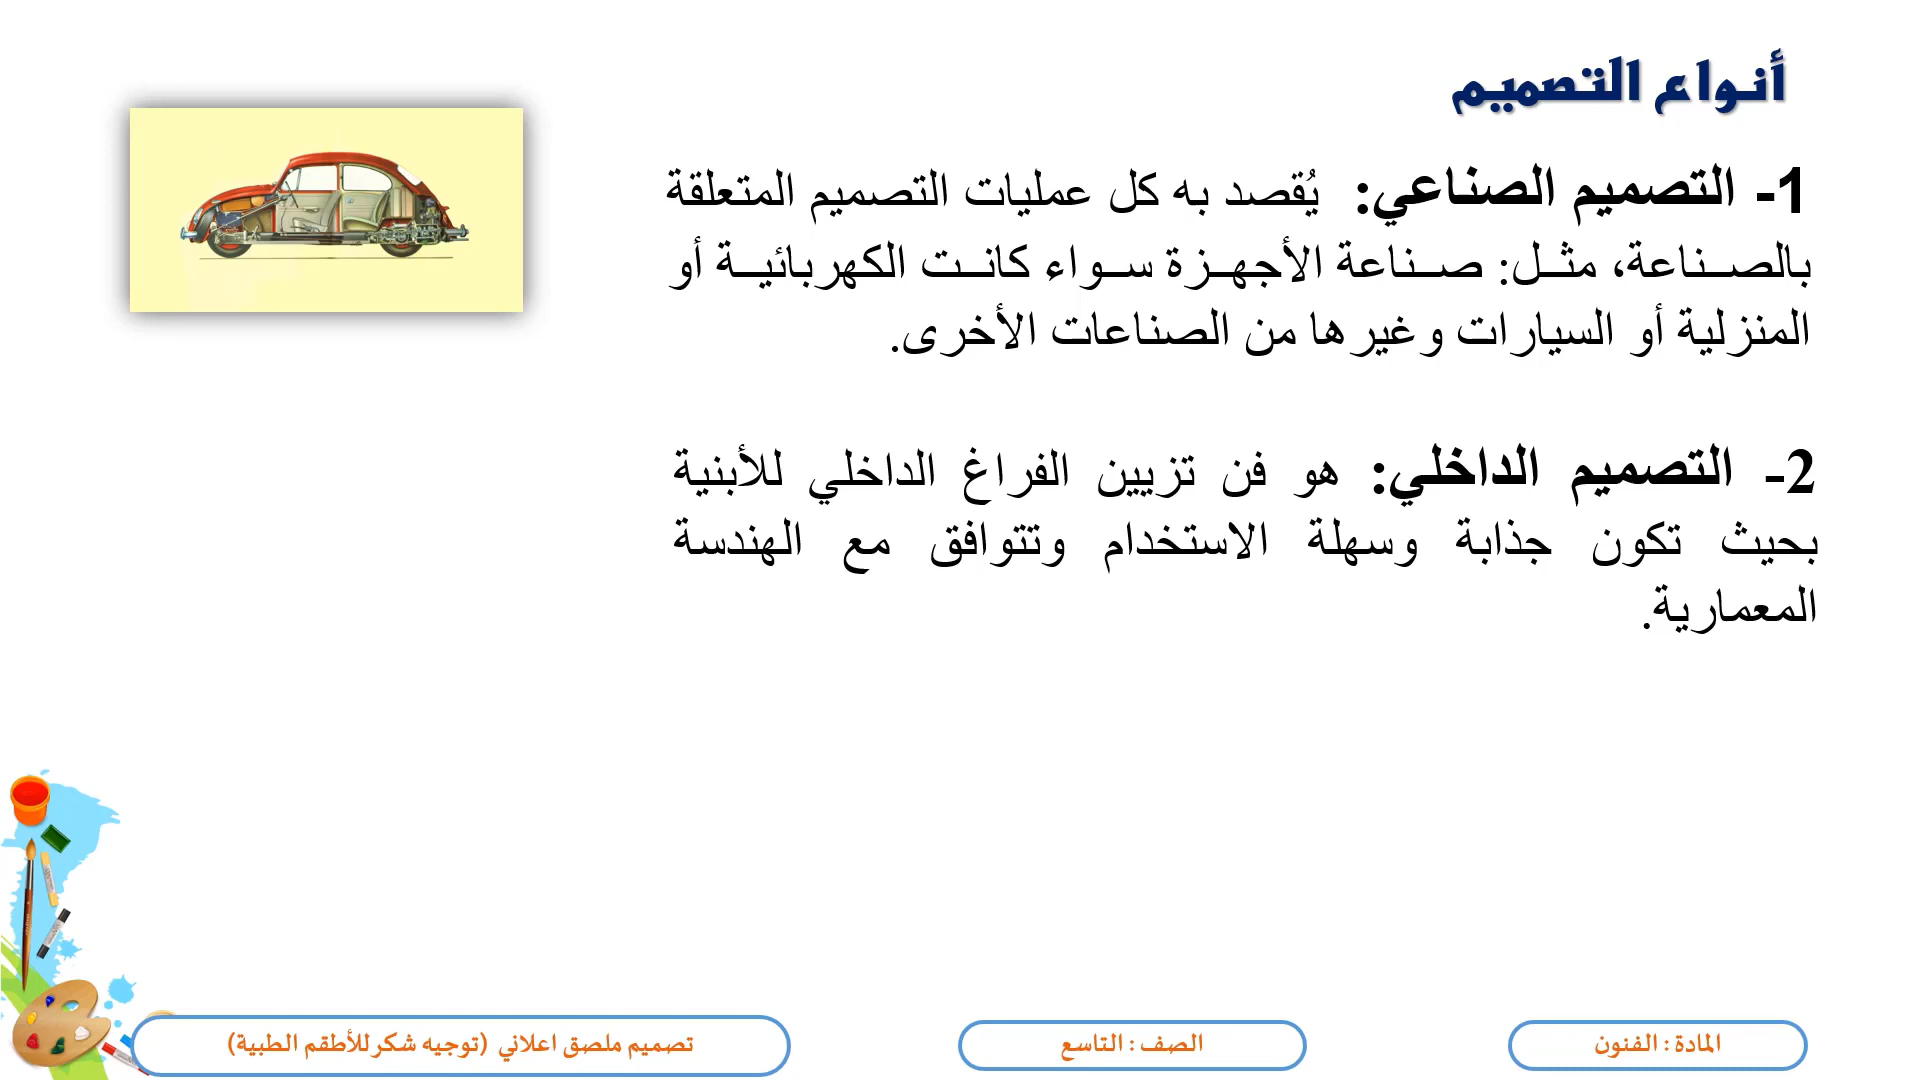 أنواع التصميم
1- التصميم الصناعي: يُقصد به كل عمليات التصميم المتعلقة
بالصناعة، مثل: صناعة الأجهزة سواء كانت الكهربائية أو
المنزلية أو السيارات وغيرها من الصناعات الأخرى.
2- التصميم الداخلي: هو فن تزيين الفراغ الداخلي للأبنية
بحيث تكون جذابة وسهلة الاستخدام وتتوافق مع الهندسة
المعمارية.
المادة : الفنون
الصف : التاسع
تصميم ملصق اعلاني (توجيه شكر للأطقم الطبية)